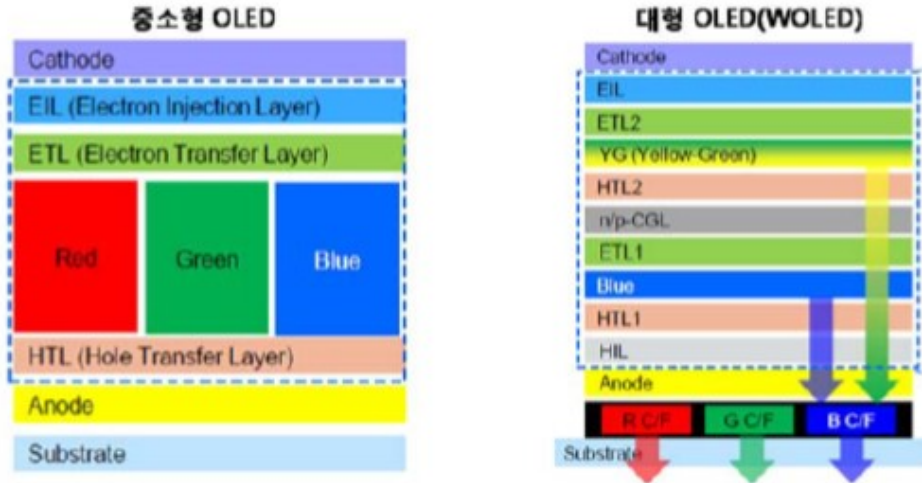 중소형 OLED
Cathode
EIL (Electron Injection Layer)
ETL (Electron Transfer Layer)
Red Green Blue
HTL (Hole Transfer Layer)
Anode
Substrate
대형 OLED(WOLED)
Cathode
EIL
ETL2
YG (Yellow-Green)
HTL2
n/p-CGL
ETL1
Blue
HTL1
HIL
Anode
R C/F G C/F B C/F
Substrate